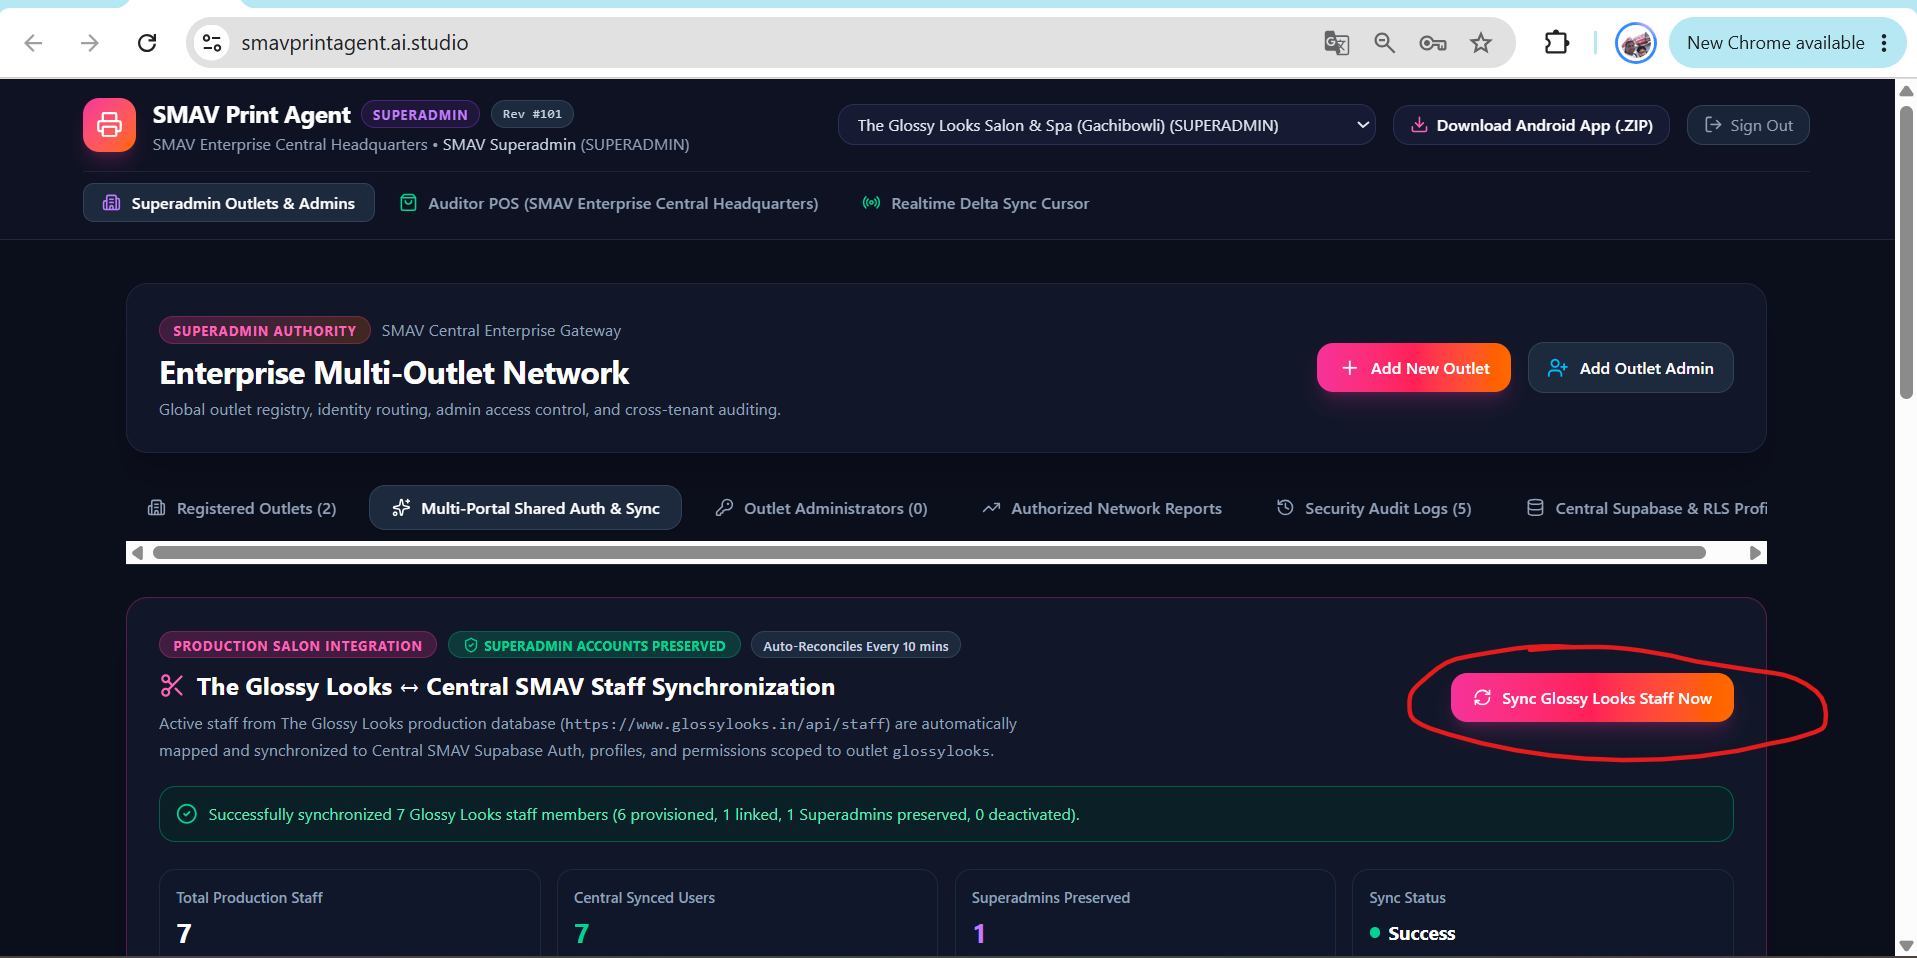 smavprintagent.ai.studio
New Chrome available
SMAV Print Agent SUPERADMIN Rev #101
SMAV Enterprise Central Headquarters • SMAV Superadmin (SUPERADMIN)
The Glossy Looks Salon & Spa (Gachibowli) (SUPERADMIN)
Download Android App (.ZIP)
Sign Out
Superadmin Outlets & Admins
Auditor POS (SMAV Enterprise Central Headquarters)
Realtime Delta Sync Cursor
SUPERADMIN AUTHORITY SMAV Central Enterprise Gateway
Enterprise Multi-Outlet Network
Global outlet registry, identity routing, admin access control, and cross-tenant auditing.
Add New Outlet
Add Outlet Admin
Registered Outlets (2)
Multi-Portal Shared Auth & Sync
Outlet Administrators (0)
Authorized Network Reports
Security Audit Logs (5)
Central Supabase & RLS Profi
PRODUCTION SALON INTEGRATION SUPERADMIN ACCOUNTS PRESERVED Auto-Reconciles Every 10 mins
The Glossy Looks ↔ Central SMAV Staff Synchronization
Active staff from The Glossy Looks production database (https://www.glossylooks.in/api/staff) are automatically
mapped and synchronized to Central SMAV Supabase Auth, profiles, and permissions scoped to outlet glossylooks.
Sync Glossy Looks Staff Now
Successfully synchronized 7 Glossy Looks staff members (6 provisioned, 1 linked, 1 Superadmins preserved, 0 deactivated).
Total Production Staff
7
Central Synced Users
7
Superadmins Preserved
1
Sync Status
Success